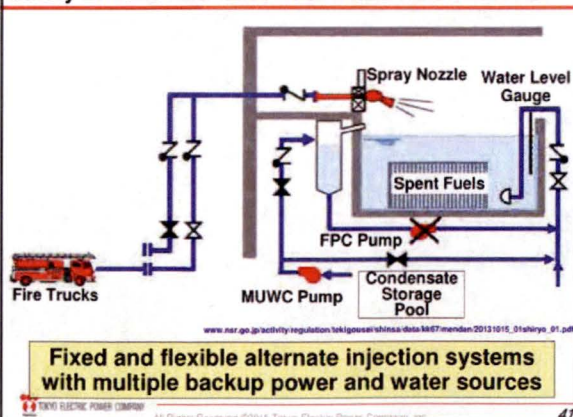 Spray Nozzle
Water Level
Gauge
Spent Fuels
FPC Pump
Fire Trucks
MUWC Pump
Condensate
Storage
Pool
www.nsr.go.jp/activity/regulation/tekigousei/shinsa/data/kk67/mendan/20131015_01shiryo_01.pdf
Fixed and flexible alternate injection systems
with multiple backup power and water sources
TOKYO ELECTRIC POWER COMPANY